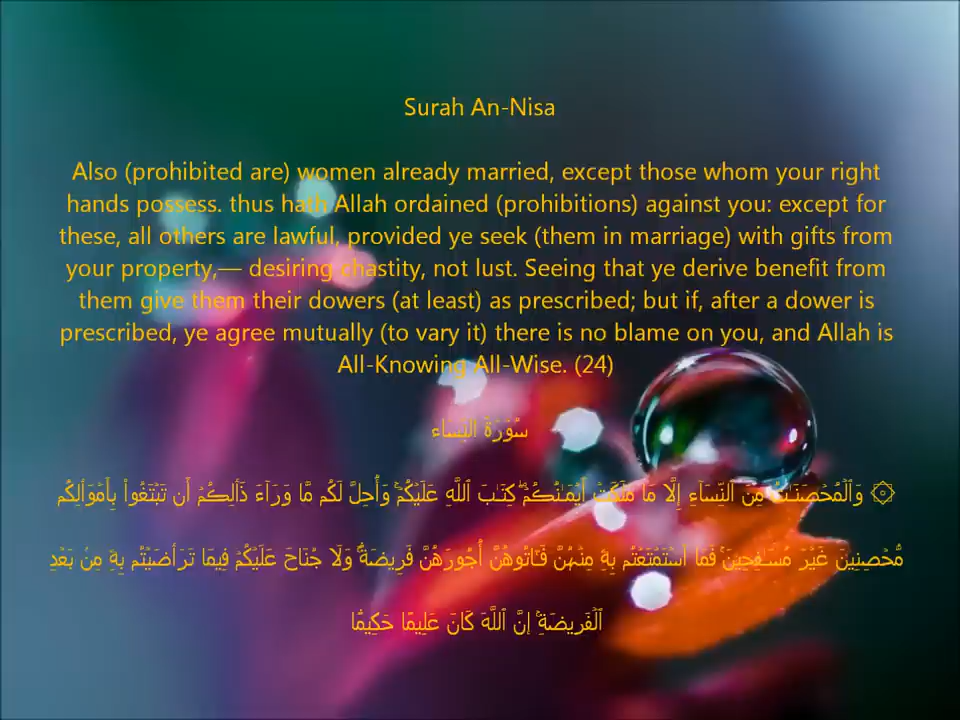 Surah An-Nisa
Also (prohibited are) women already married, except those whom your right
hands possess. thus hath Allah ordained (prohibitions) against you: except for
these, all others are lawful, provided ye seek (them in marriage) with gifts from
your property,— desiring chastity, not lust. Seeing that ye derive benefit from
them give them their dowers (at least) as prescribed; but if, after a dower is
prescribed, ye agree mutually (to vary it) there is no blame on you, and Allah is
All-Knowing All-Wise. (24)
سُوۡرَةُ النِّسَاء
۞ وَٱلۡمُحۡصَنَـٰتُ مِنَ ٱلنِّسَآءِ إِلَّا مَا مَلَكَتۡ أَيۡمَـٰنُڪُمۡ‌ۖ كِتَـٰبَ ٱللَّهِ عَلَيۡكُمۡ‌ۚ وَأُحِلَّ لَكُم مَّا وَرَآءَ ذَٲلِڪُمۡ أَن تَبۡتَغُواْ بِأَمۡوَٲلِكُم
مُّحۡصِنِينَ غَيۡرَ مُسَـٰفِحِينَ‌ۚ فَمَا ٱسۡتَمۡتَعۡتُم بِهِۦ مِنۡہُنَّ فَـَٔاتُوهُنَّ أُجُورَهُنَّ فَرِيضَةً۬‌ۚ وَلَا جُنَاحَ عَلَيۡكُمۡ فِيمَا تَرَٲضَيۡتُم بِهِۦ مِنۢ بَعۡدِ
ٱلۡفَرِيضَةِ‌ۚ إِنَّ ٱللَّهَ كَانَ عَلِيمًا حَكِيمً۬ا